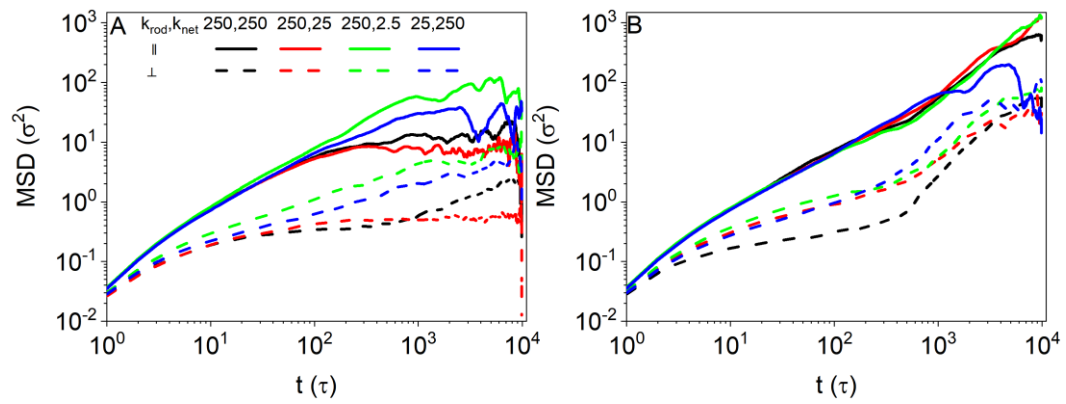 A k_rod,k_net 250,250 250,25 250,2.5 25,250
∥
⊥
MSD (σ²)
10³
10²
10¹
10⁰
10⁻¹
10⁻²
10⁰ 10¹ 10² 10³ 10⁴
t (τ)
B
MSD (σ²)
10³
10²
10¹
10⁰
10⁻¹
10⁻²
10⁰ 10¹ 10² 10³ 10⁴
t (τ)